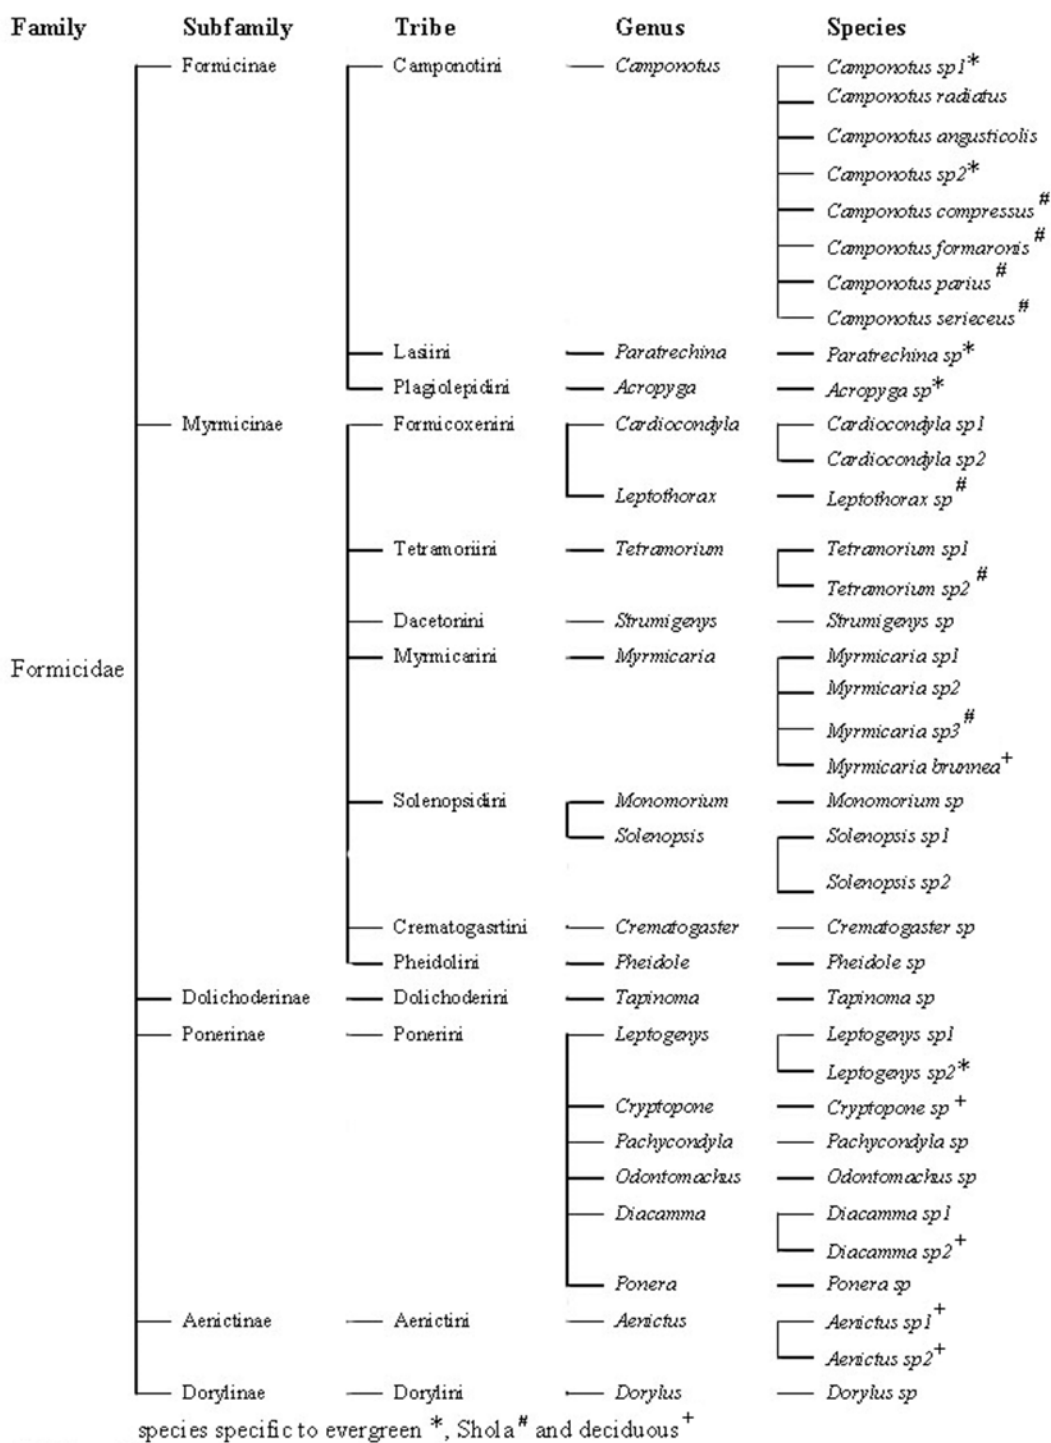 Family Subfamily Tribe Genus Species
Formicinae Camponotini Camponotus Camponotus sp1*
Camponotus radiatus
Camponotus angusticolis
Camponotus sp2*
Camponotus compressus#
Camponotus formaronis#
Camponotus parius#
Camponotus serieceus#
Lasiini Paratrechina Paratrechina sp*
Plagiolepidini Acropyga Acropyga sp*
Myrmicinae Formicoxenini Cardiocondyla Cardiocondyla sp1
Cardiocondyla sp2
Leptothorax Leptothorax sp#
Tetramoriini Tetramorium Tetramorium sp1
Tetramorium sp2#
Dacetonini Strumigenys Strumigenys sp
Formicidae Myrmicarini Myrmicaria Myrmicaria sp1
Myrmicaria sp2
Myrmicaria sp3#
Myrmicaria brunnea+
Solenopsidini Monomorium Monomorium sp
Solenopsis Solenopsis sp1
Solenopsis sp2
Crematogasrtini Crematogaster Crematogaster sp
Pheidolini Pheidole Pheidole sp
Dolichoderinae Dolichoderini Tapinoma Tapinoma sp
Ponerinae Ponerini Leptogenys Leptogenys sp1
Leptogenys sp2*
Cryptopone Cryptopone sp+
Pachycondyla Pachycondyla sp
Odontomachus Odontomachus sp
Diacamma Diacamma sp1
Diacamma sp2+
Ponera Ponera sp
Aenictinae Aenictini Aenictus Aenictus sp1+
Aenictus sp2+
Dorylinae Dorylini Dorylus Dorylus sp
species specific to evergreen *, Shola# and deciduous+